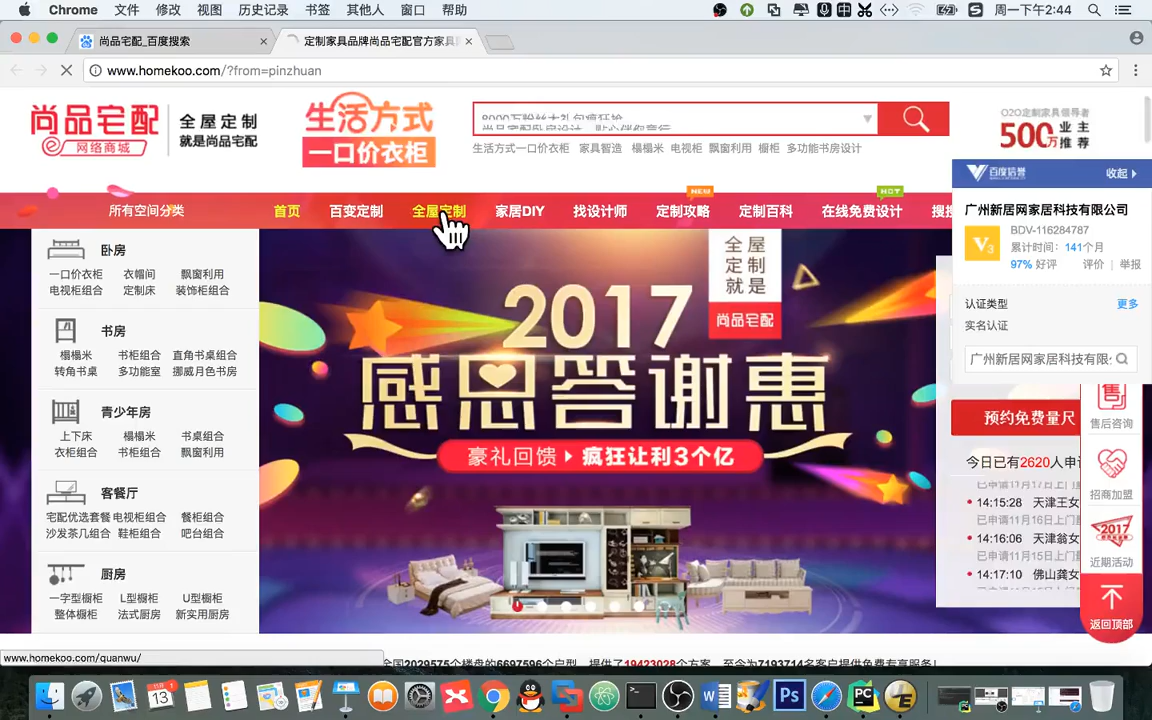 Chrome 文件 修改 视图 历史记录 书签 其他人 窗口 帮助 周一下午2:44
尚品宅配_百度搜索
定制家具品牌尚品宅配官方家具
www.homekoo.com/?from=pinzhuan
尚品宅配
网络商城
全屋定制
就是尚品宅配
生活方式
一口价衣柜
O2O定制家具领导者
500万业主推荐
生活方式一口价衣柜 家具智造 榻榻米 电视柜 飘窗利用 橱柜 多功能书房设计
百度信誉 收起
广州新居网家居科技有限公司
V3
BDV-116284787
累计时间：141个月
97% 好评 评价 | 举报
认证类型 更多
实名认证
广州新居网家居科技有限
所有空间分类 首页 百变定制 全屋定制 家居DIY 找设计师 定制攻略 NEW 定制百科 在线免费设计 HOT
卧房
一口价衣柜 衣帽间 飘窗利用
电视柜组合 定制床 装饰柜组合
书房
榻榻米 书柜组合 直角书桌组合
转角书桌 多功能室 挪威月色书房
青少年房
上下床 榻榻米 书桌组合
衣柜组合 书柜组合 飘窗利用
客餐厅
宅配优选套餐 电视柜组合 餐柜组合
沙发茶几组合 鞋柜组合 吧台组合
厨房
一字型橱柜 L型橱柜 U型橱柜
整体橱柜 法式厨房 新实用厨房
全屋
定制
就是
尚品宅配
2017
感恩答谢惠
豪礼回馈 疯狂让利3个亿
预约免费量尺
今日已有2620人申
14:15:28 天津王女
已申请11月16日上门
14:16:06 天津翁女
已申请11月15日上门
14:17:10 佛山龚女
售后咨询
招商加盟
2017
近期活动
返回顶部
www.homekoo.com/quanwu/
全国2029575个楼盘的6697596个户型，提供了19423028个方案，至今为7193714名客户提供免费专享服务！